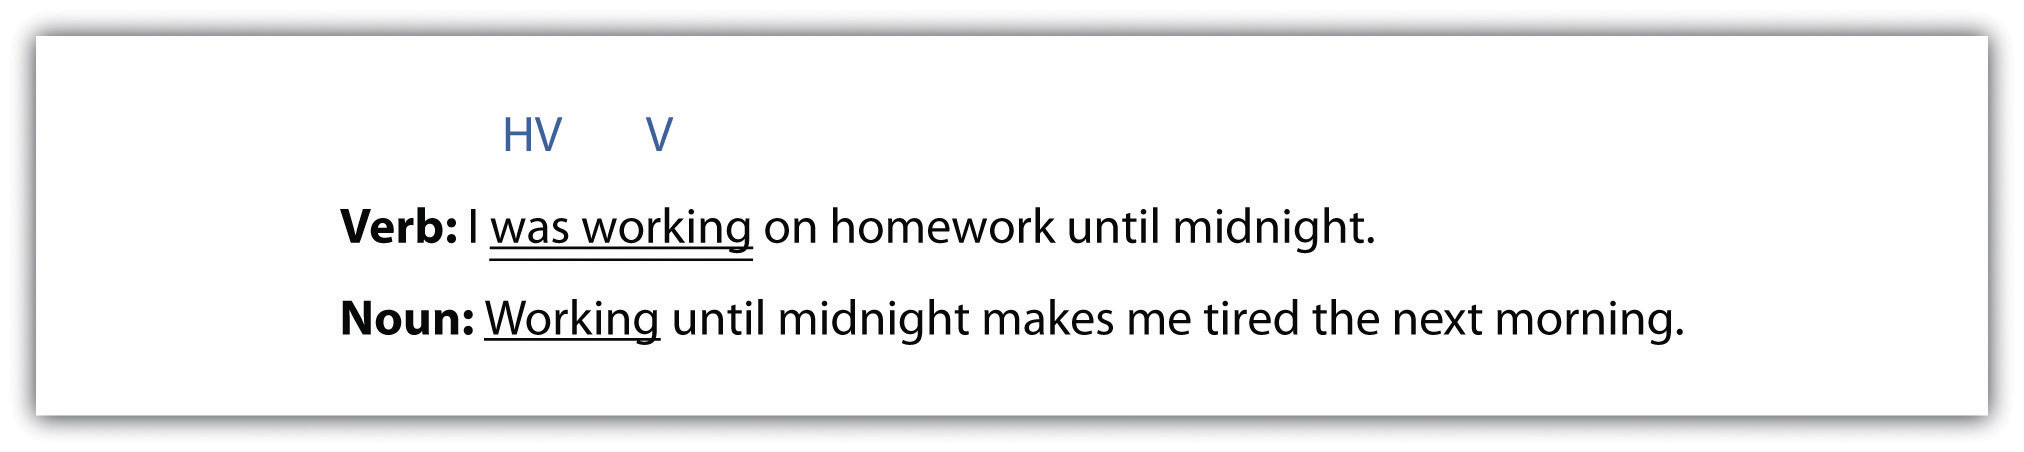 HV V
Verb: I was working on homework until midnight.
Noun: Working until midnight makes me tired the next morning.